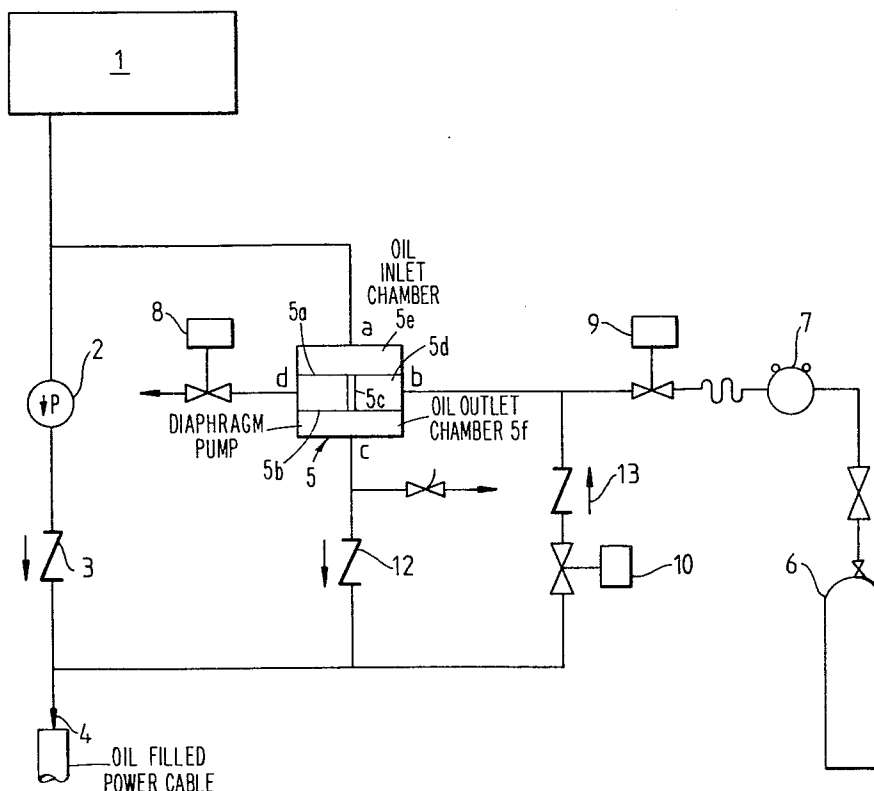 1
OIL
INLET
CHAMBER
8
5a
a
5e
9
7
2
5d
d
b
P
5c
DIAPHRAGM
PUMP
OIL OUTLET
CHAMBER 5f
5b
5
c
13
3
12
10
6
4
OIL FILLED
POWER CABLE